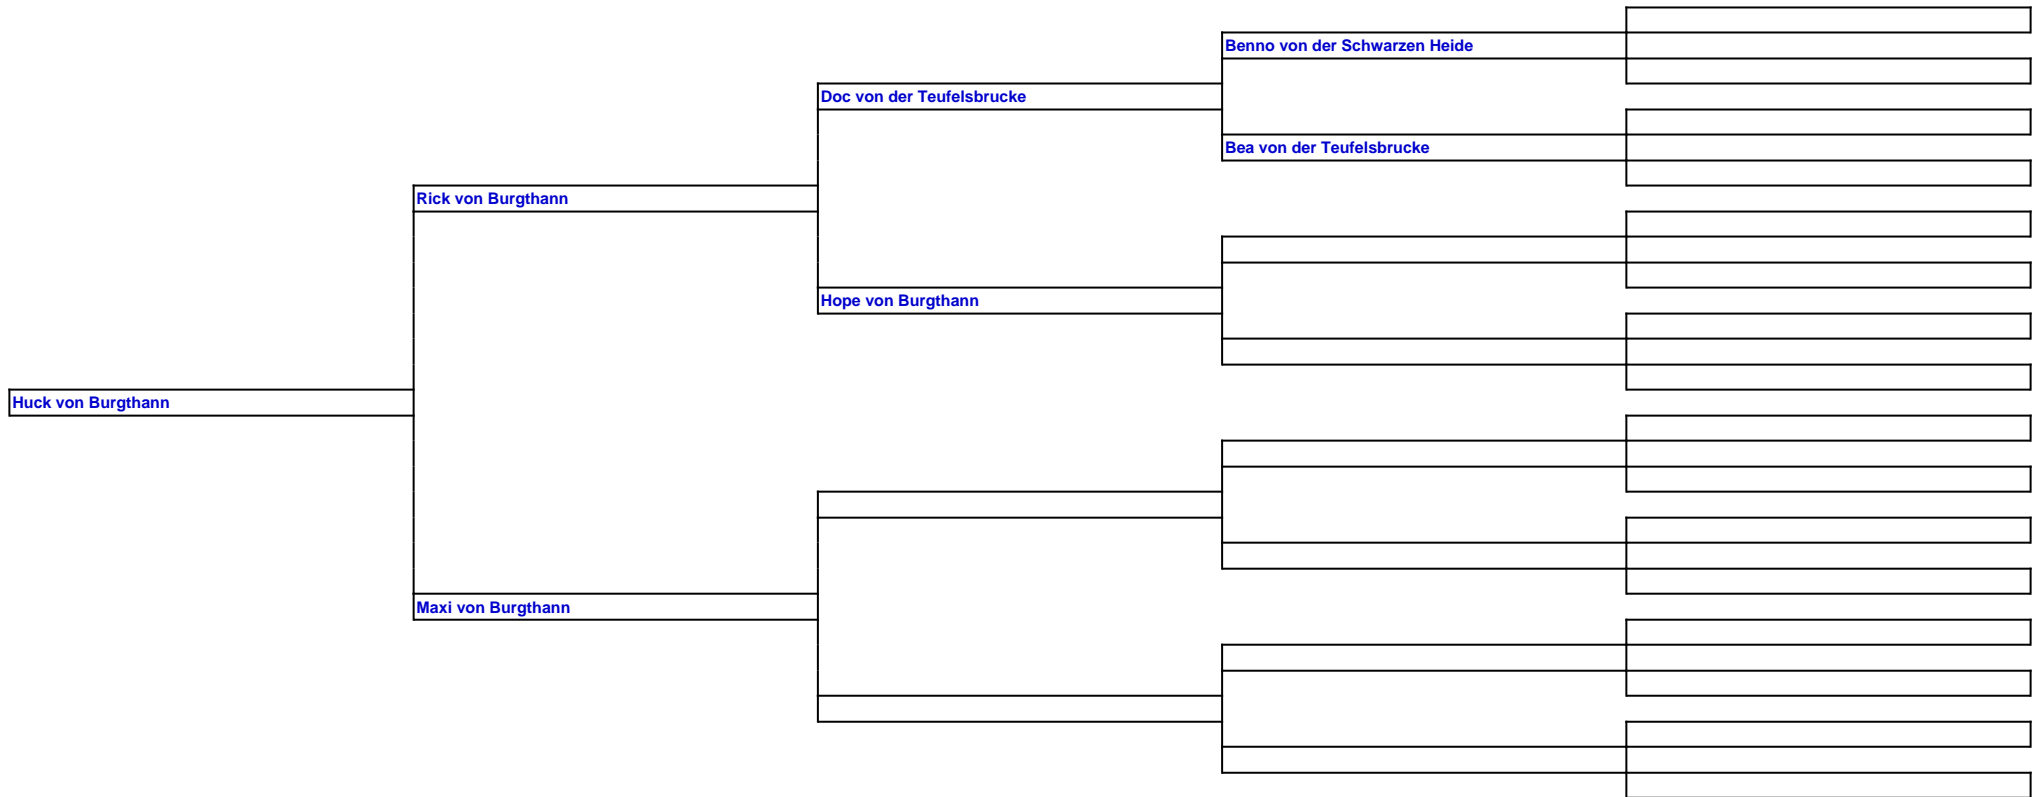 Benno von der Schwarzen Heide
Doc von der Teufelsbrucke
Bea von der Teufelsbrucke
Rick von Burgthann
Hope von Burgthann
Huck von Burgthann
Maxi von Burgthann